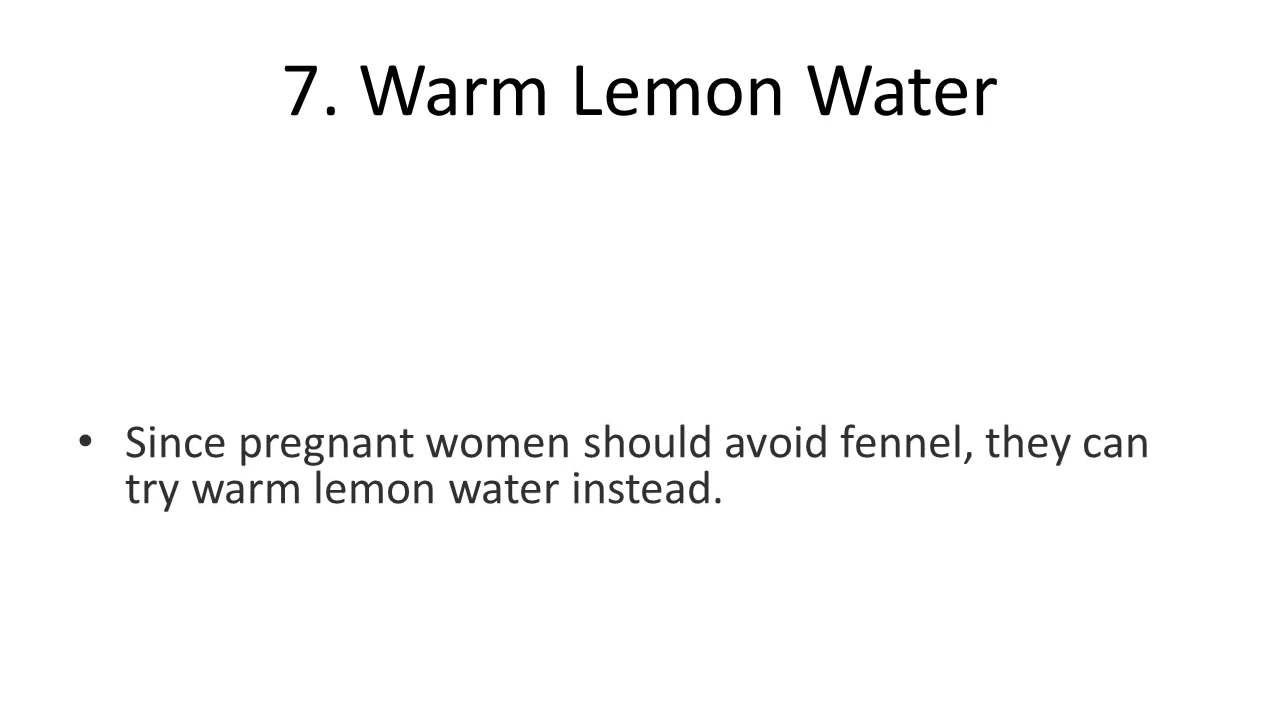 7. Warm Lemon Water
• Since pregnant women should avoid fennel, they can
try warm lemon water instead.